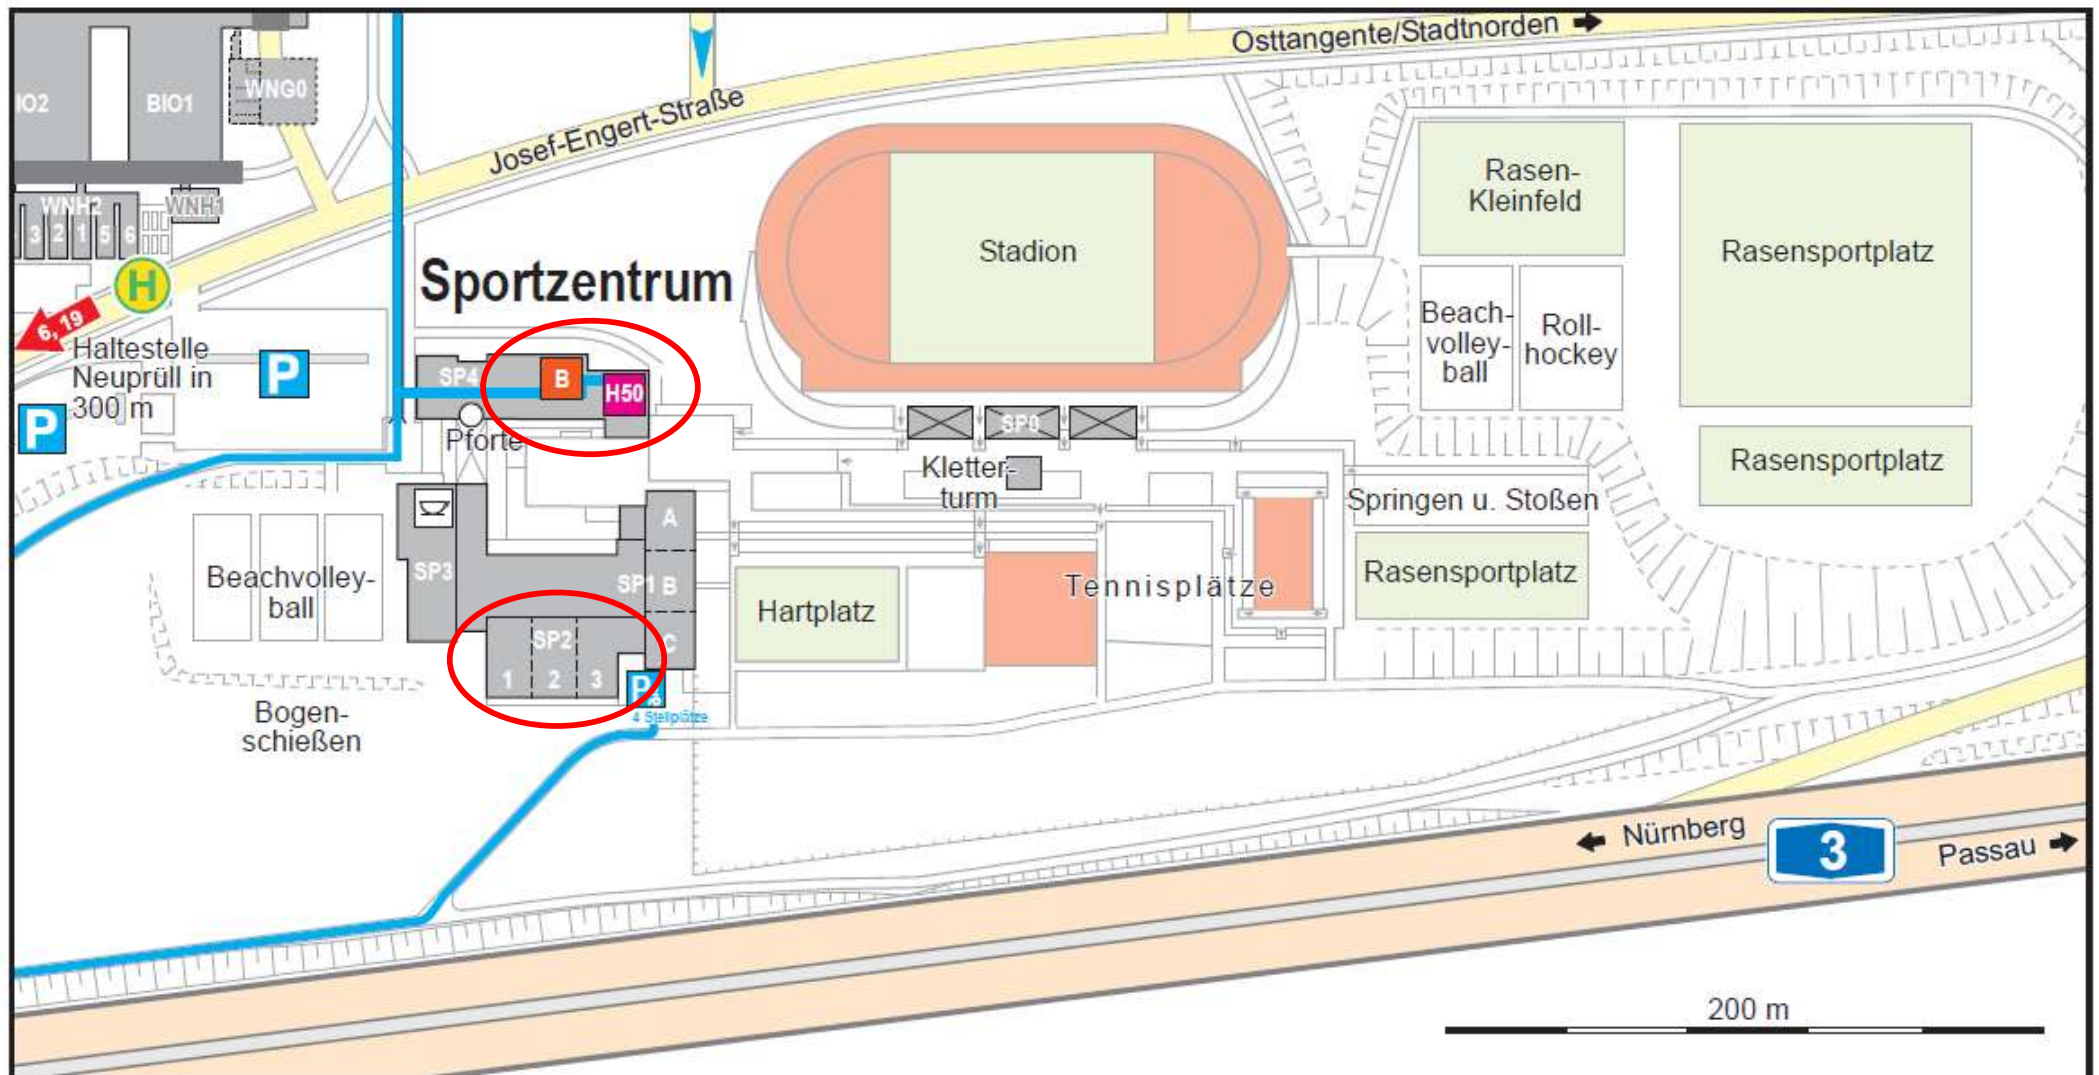 Osttangente/Stadtnorden
Josef-Engert-Straße
BIO1
WNG0
WNH2
WNH1
3 2 1 5 6
H
6, 19
Haltestelle
Neuprüll in
300 m
P
P
Sportzentrum
SP4
B
H50
Pforte
Stadion
SP0
Kletter-
turm
Rasen-
Kleinfeld
Rasensportplatz
Beach-
volley-
ball
Roll-
hockey
Rasensportplatz
Springen u. Stoßen
Rasensportplatz
Tennisplätze
Hartplatz
A
SP1 B
C
SP3
SP2
1 2 3
P
4 Stellplätze
Beachvolley-
ball
Bogen-
schießen
Nürnberg
3
Passau
200 m